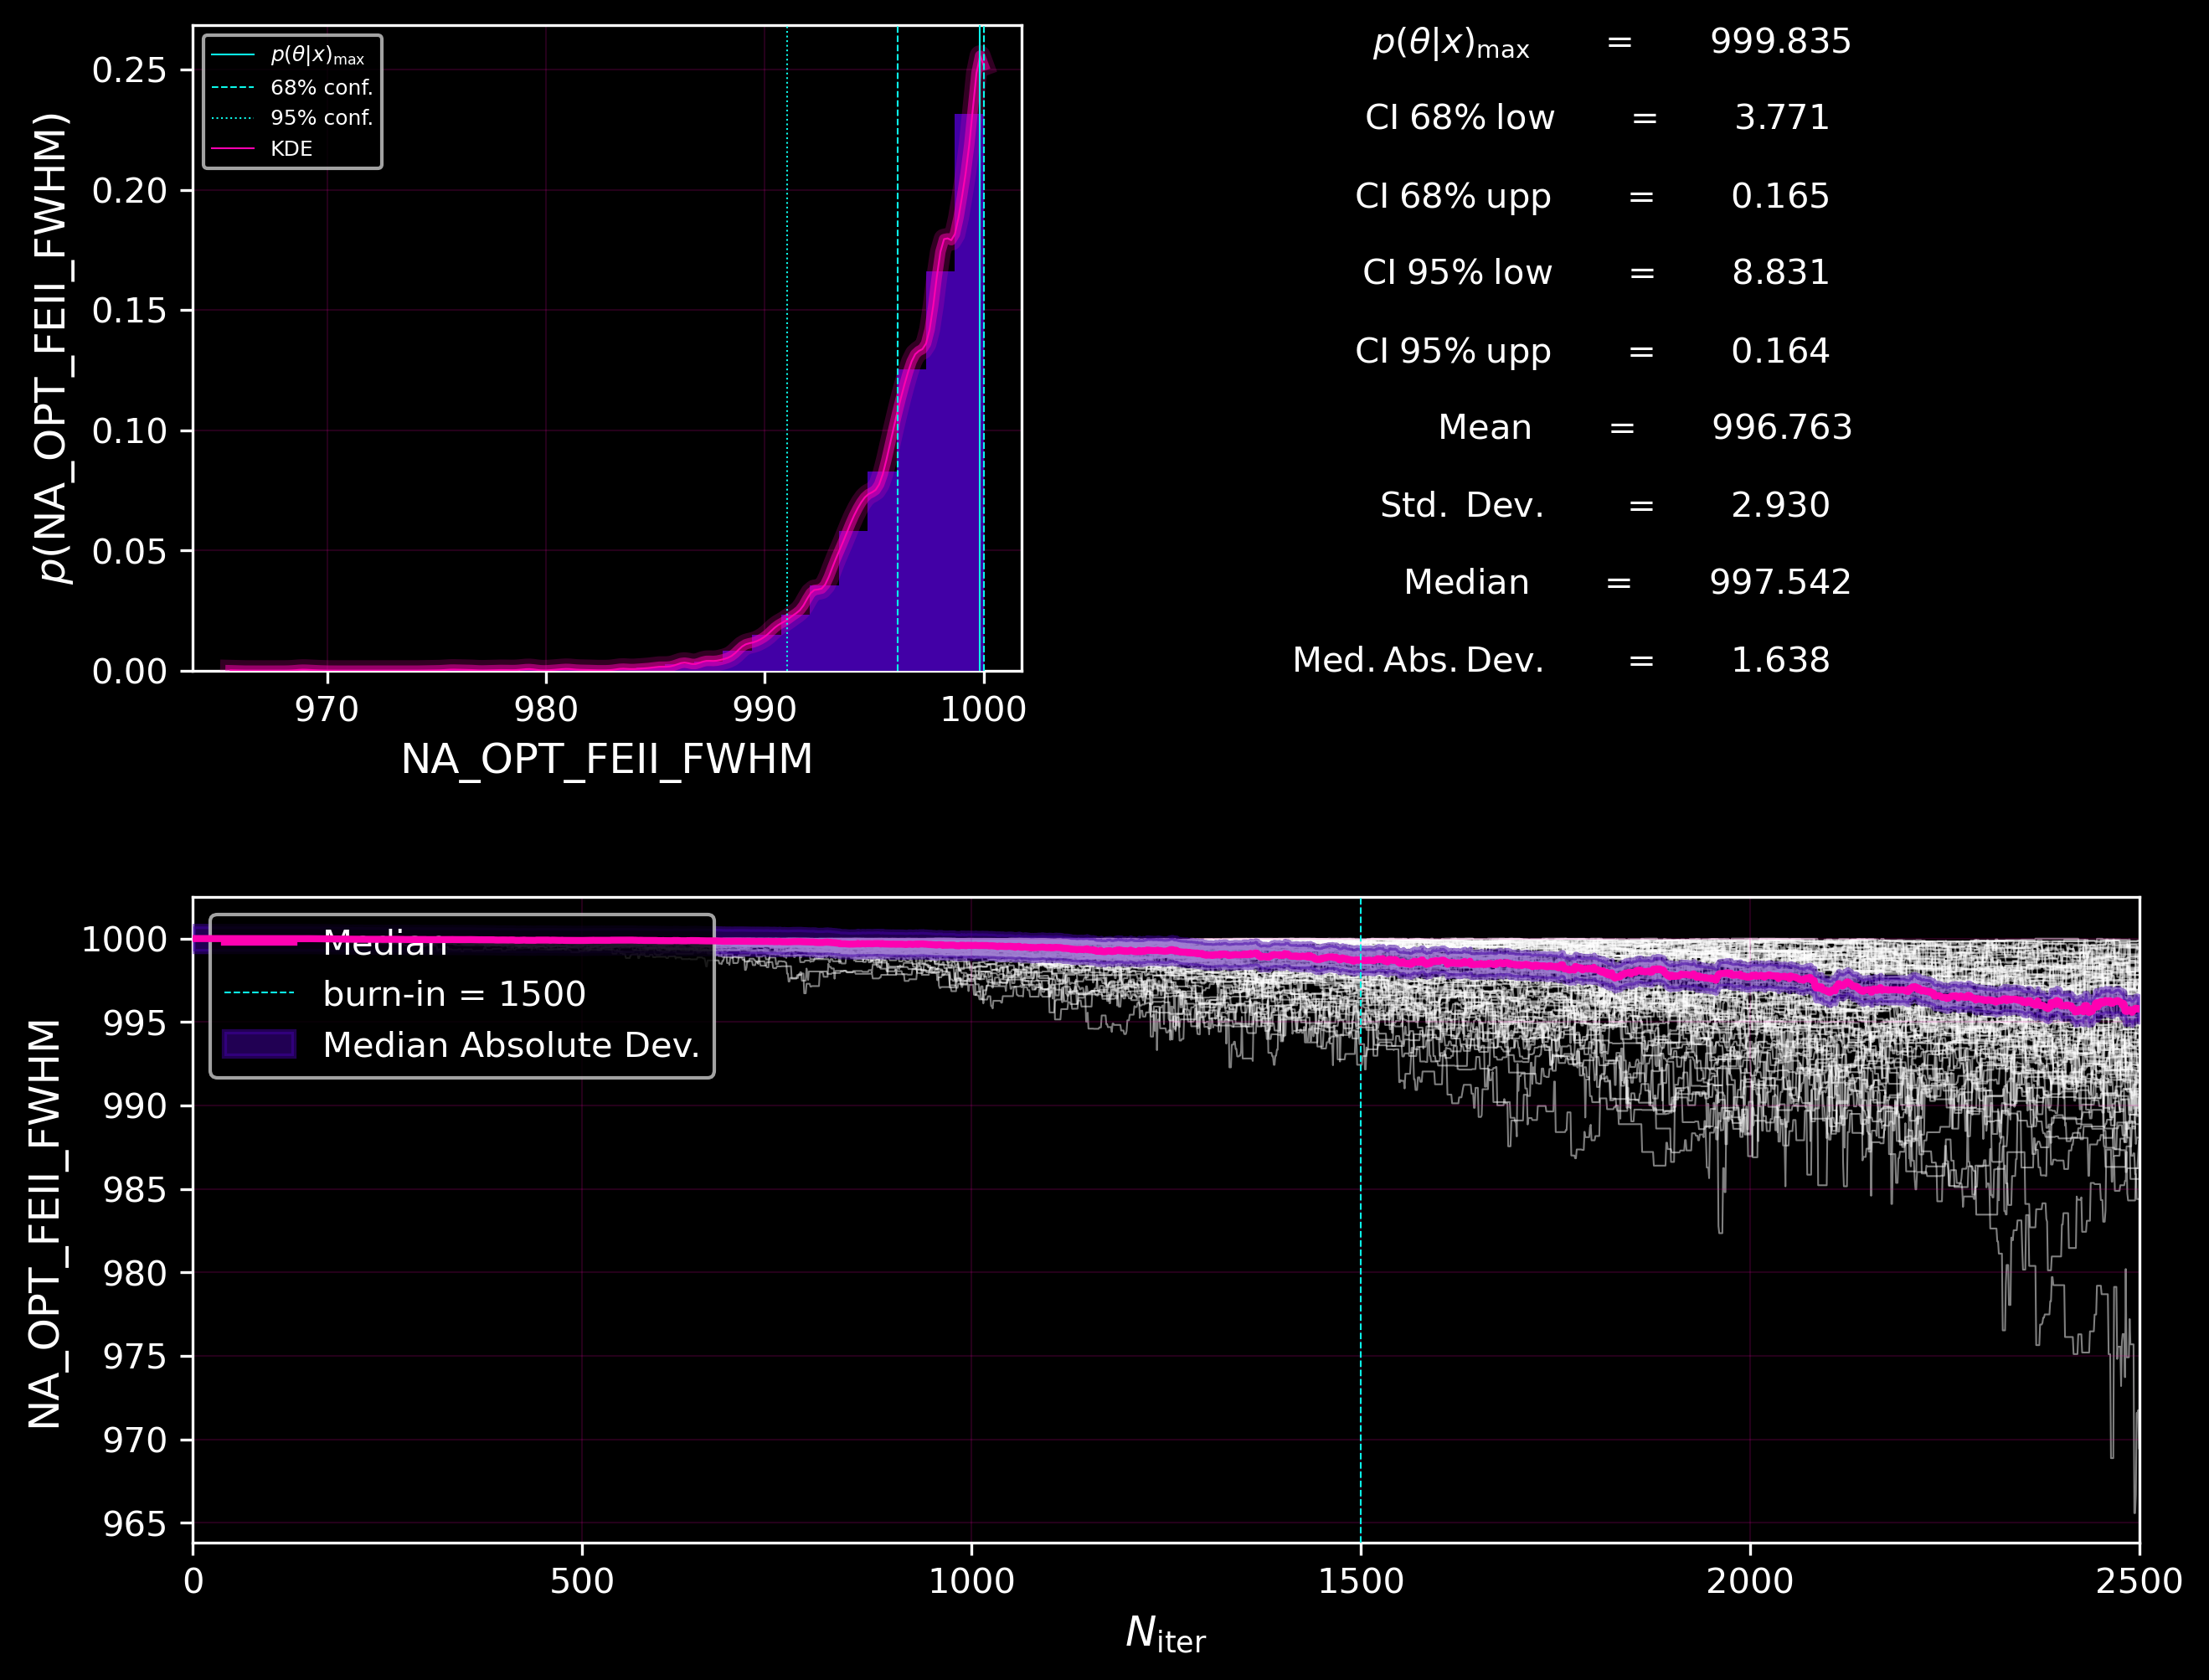 p(θ|x)max
68% conf.
95% conf.
KDE
0.25
0.20
0.15
0.10
0.05
0.00
p(NA_OPT_FEII_FWHM)
970 980 990 1000
NA_OPT_FEII_FWHM
p(θ|x)max = 999.835
CI 68% low = 3.771
CI 68% upp = 0.165
CI 95% low = 8.831
CI 95% upp = 0.164
Mean = 996.763
Std. Dev. = 2.930
Median = 997.542
Med. Abs. Dev. = 1.638
Median
burn-in = 1500
Median Absolute Dev.
1000
995
990
985
980
975
970
965
NA_OPT_FEII_FWHM
0 500 1000 1500 2000 2500
Niter